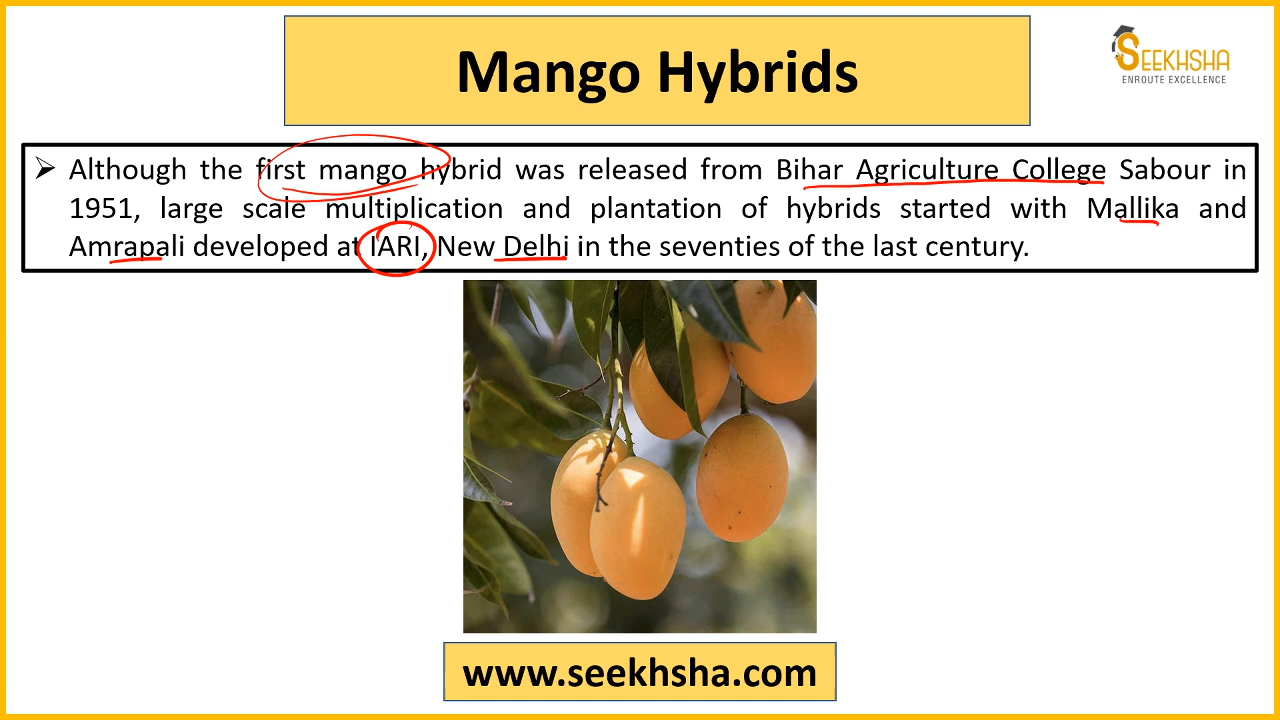 Mango Hybrids
SEEKHSHA
ENROUTE EXCELLENCE
➢ Although the first mango hybrid was released from Bihar Agriculture College Sabour in
1951, large scale multiplication and plantation of hybrids started with Mallika and
Amrapali developed at IARI, New Delhi in the seventies of the last century.
www.seekhsha.com